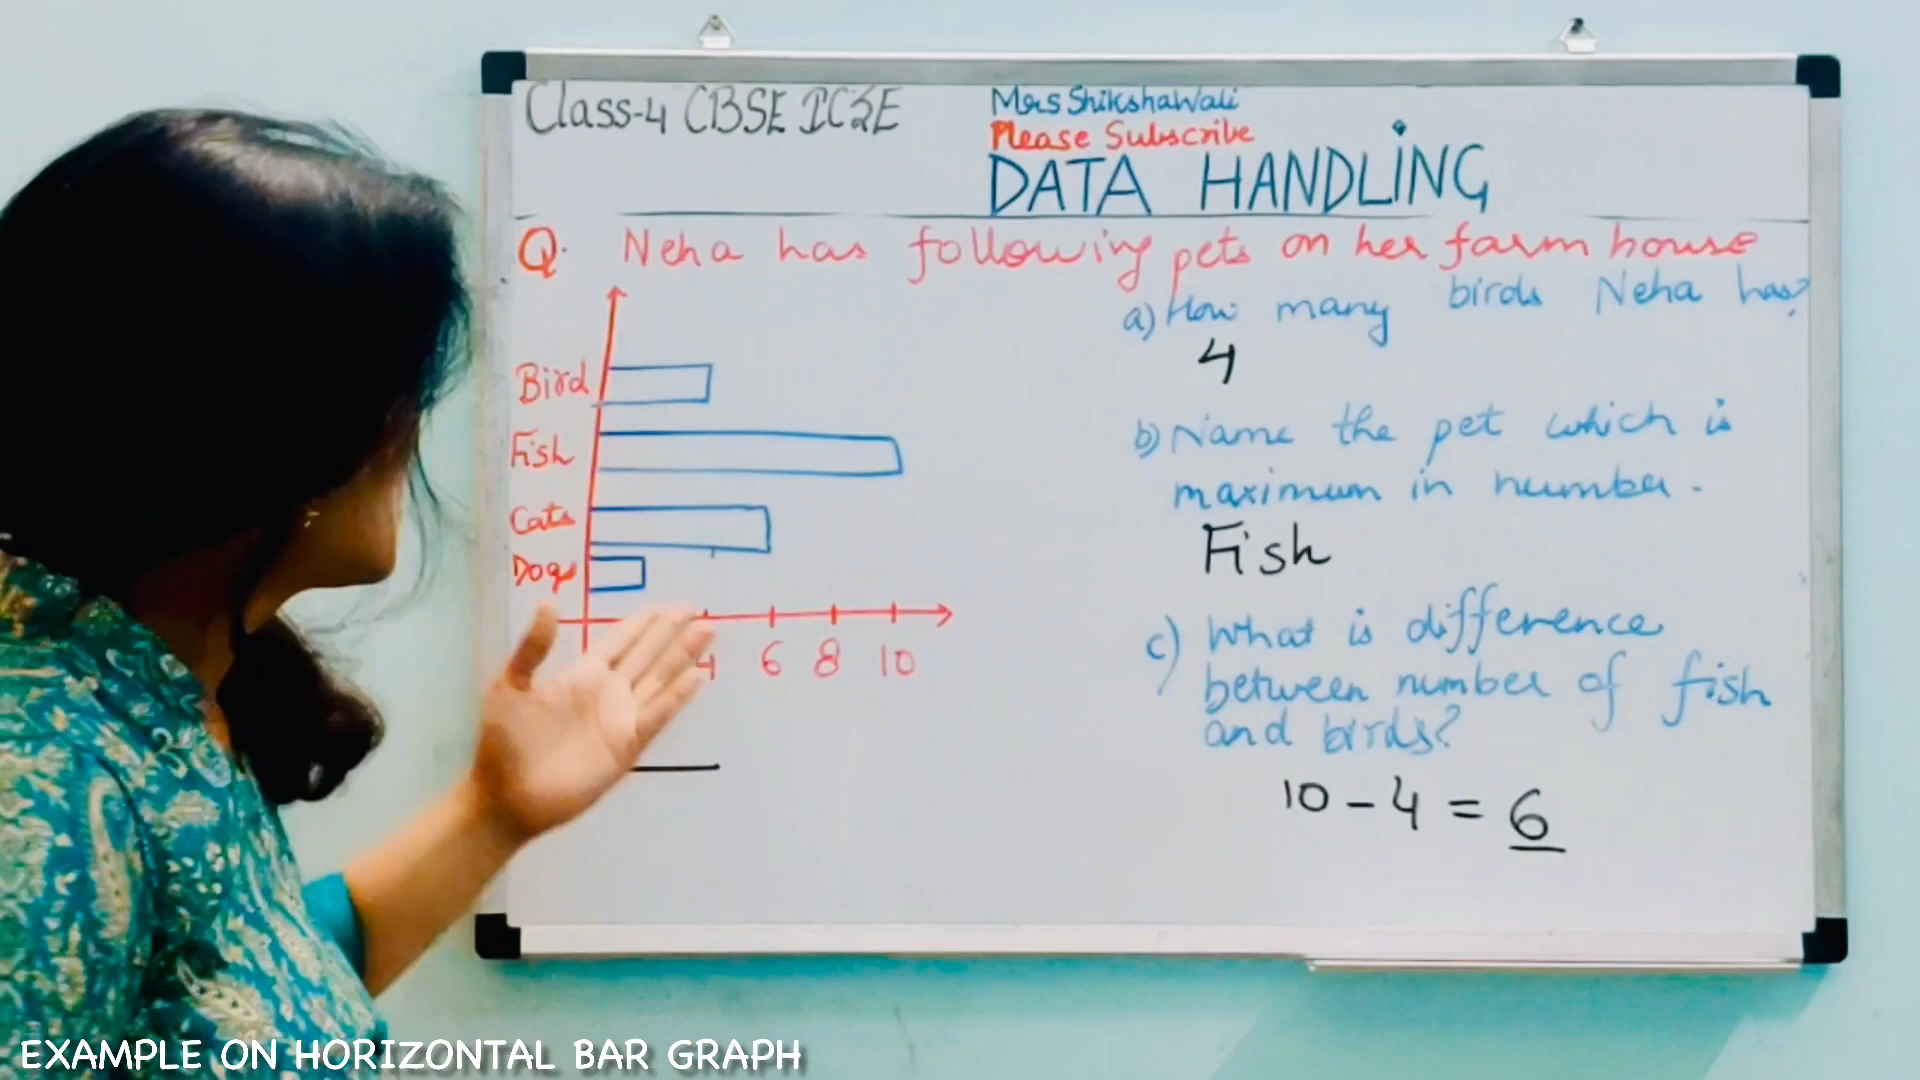 Class-4 CBSE ICSE
MrsShikshaWali
Please Subscribe
DATA HANDLING
Q. Neha has following pets on her farm house
Bird
Fish
Cats
Dogs
4 6 8 10
a) How many birds Neha has?
4
b) Name the pet which is
maximum in number.
Fish
c) What is difference
between number of fish
and birds?
10 - 4 = 6
EXAMPLE ON HORIZONTAL BAR GRAPH